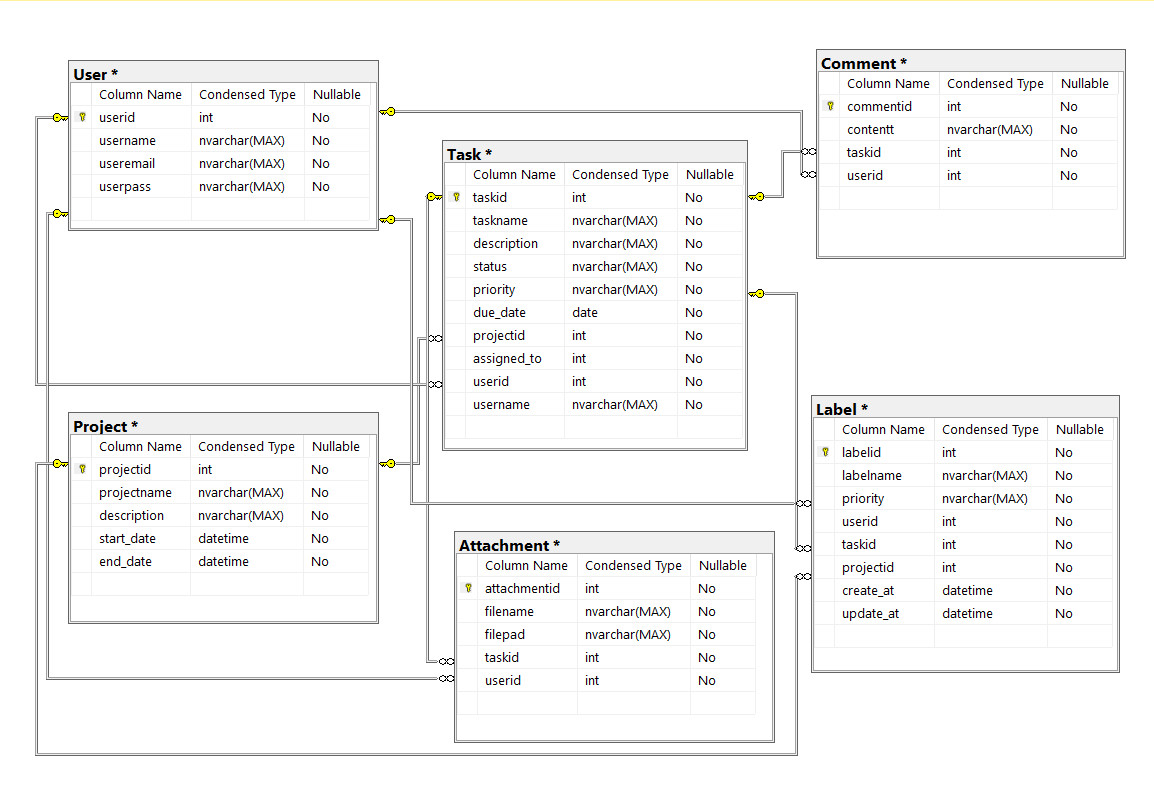 User *
Column Name Condensed Type Nullable
userid int No
username nvarchar(MAX) No
useremail nvarchar(MAX) No
userpass nvarchar(MAX) No
Comment *
Column Name Condensed Type Nullable
commentid int No
contentt nvarchar(MAX) No
taskid int No
userid int No
Task *
Column Name Condensed Type Nullable
taskid int No
taskname nvarchar(MAX) No
description nvarchar(MAX) No
status nvarchar(MAX) No
priority nvarchar(MAX) No
due_date date No
projectid int No
assigned_to int No
userid int No
username nvarchar(MAX) No
Project *
Column Name Condensed Type Nullable
projectid int No
projectname nvarchar(MAX) No
description nvarchar(MAX) No
start_date datetime No
end_date datetime No
Label *
Column Name Condensed Type Nullable
labelid int No
labelname nvarchar(MAX) No
priority nvarchar(MAX) No
userid int No
taskid int No
projectid int No
create_at datetime No
update_at datetime No
Attachment *
Column Name Condensed Type Nullable
attachmentid int No
filename nvarchar(MAX) No
filepad nvarchar(MAX) No
taskid int No
userid int No